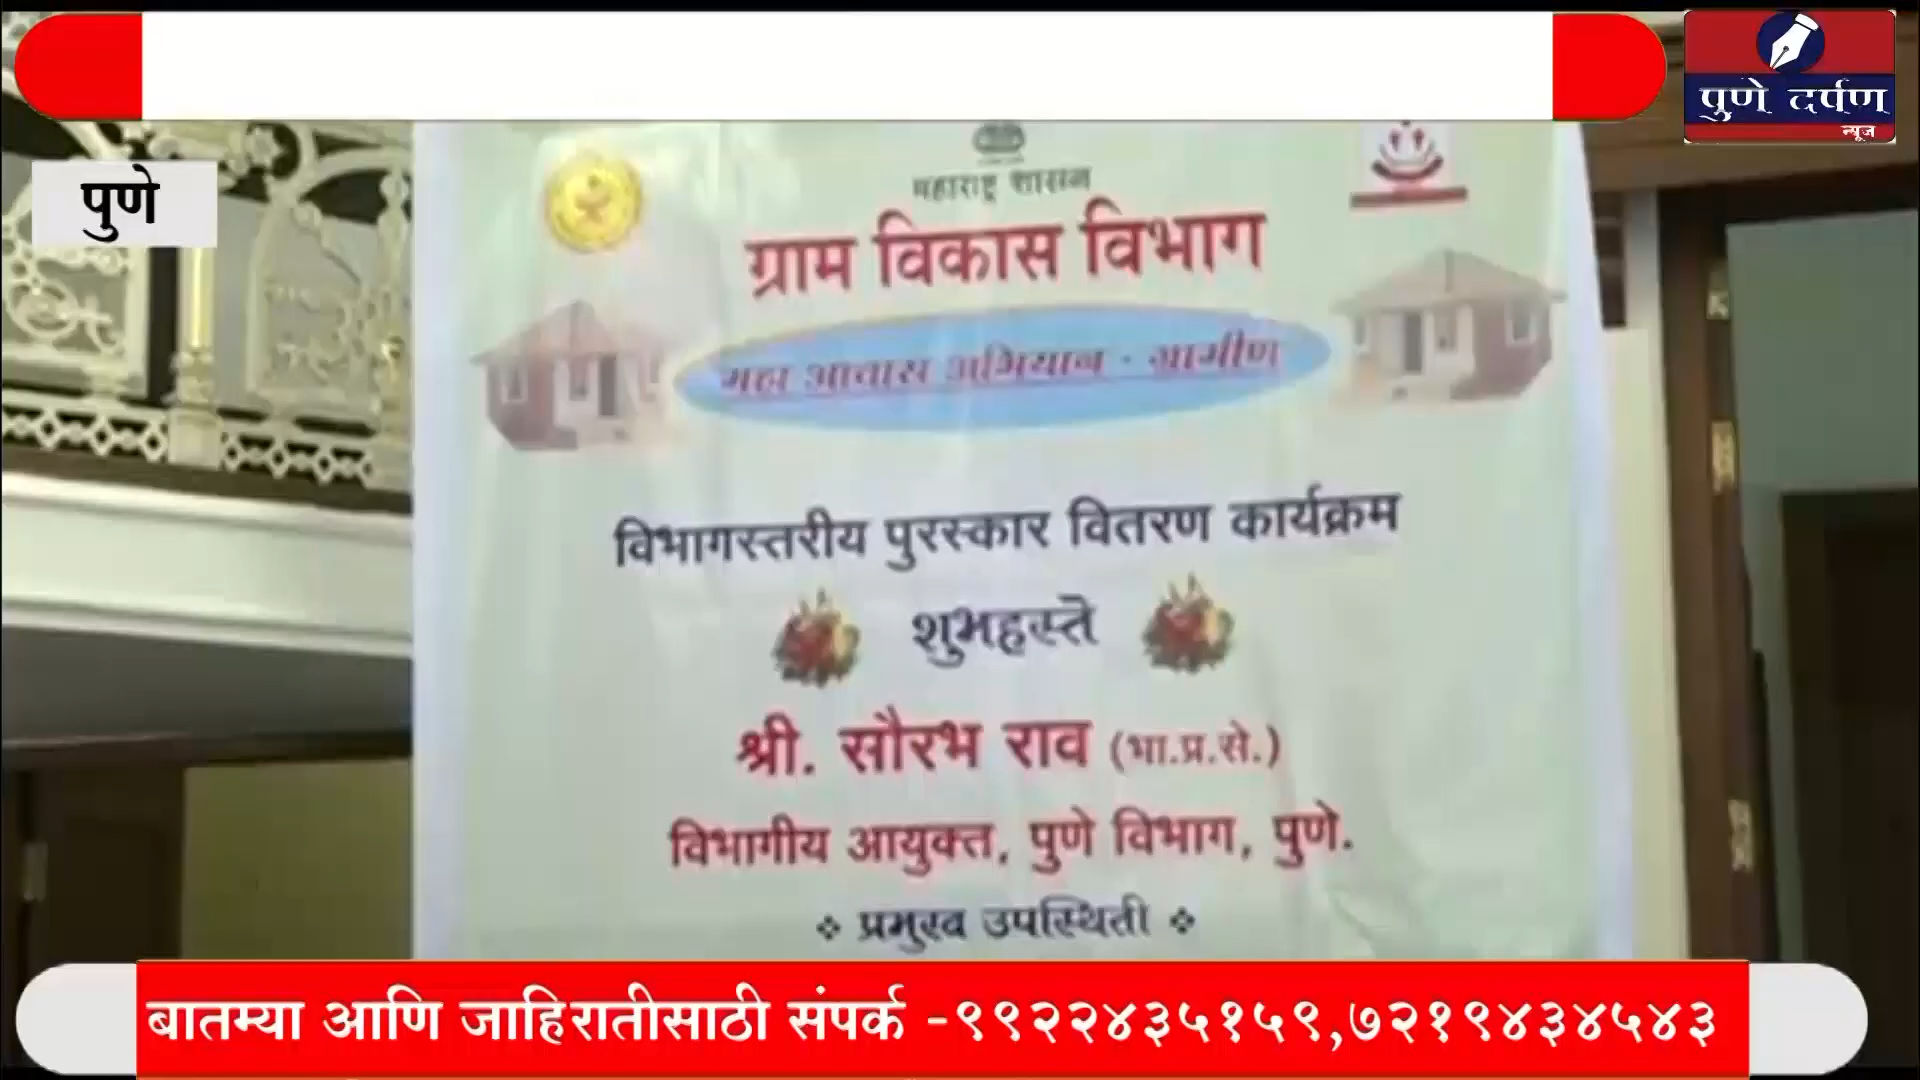 पुणे दर्पण
न्यूज
पुणे
महाराष्ट्र शासन
ग्राम विकास विभाग
महा आवास अभियान - ग्रामीण
विभागस्तरीय पुरस्कार वितरण कार्यक्रम
शुभहस्ते
श्री. सौरभ राव (भा.प्र.से.)
विभागीय आयुक्त, पुणे विभाग, पुणे.
प्रमुख उपस्थिती
बातम्या आणि जाहिरातीसाठी संपर्क -९९२२४३५१५९,७२१९४३४५४३